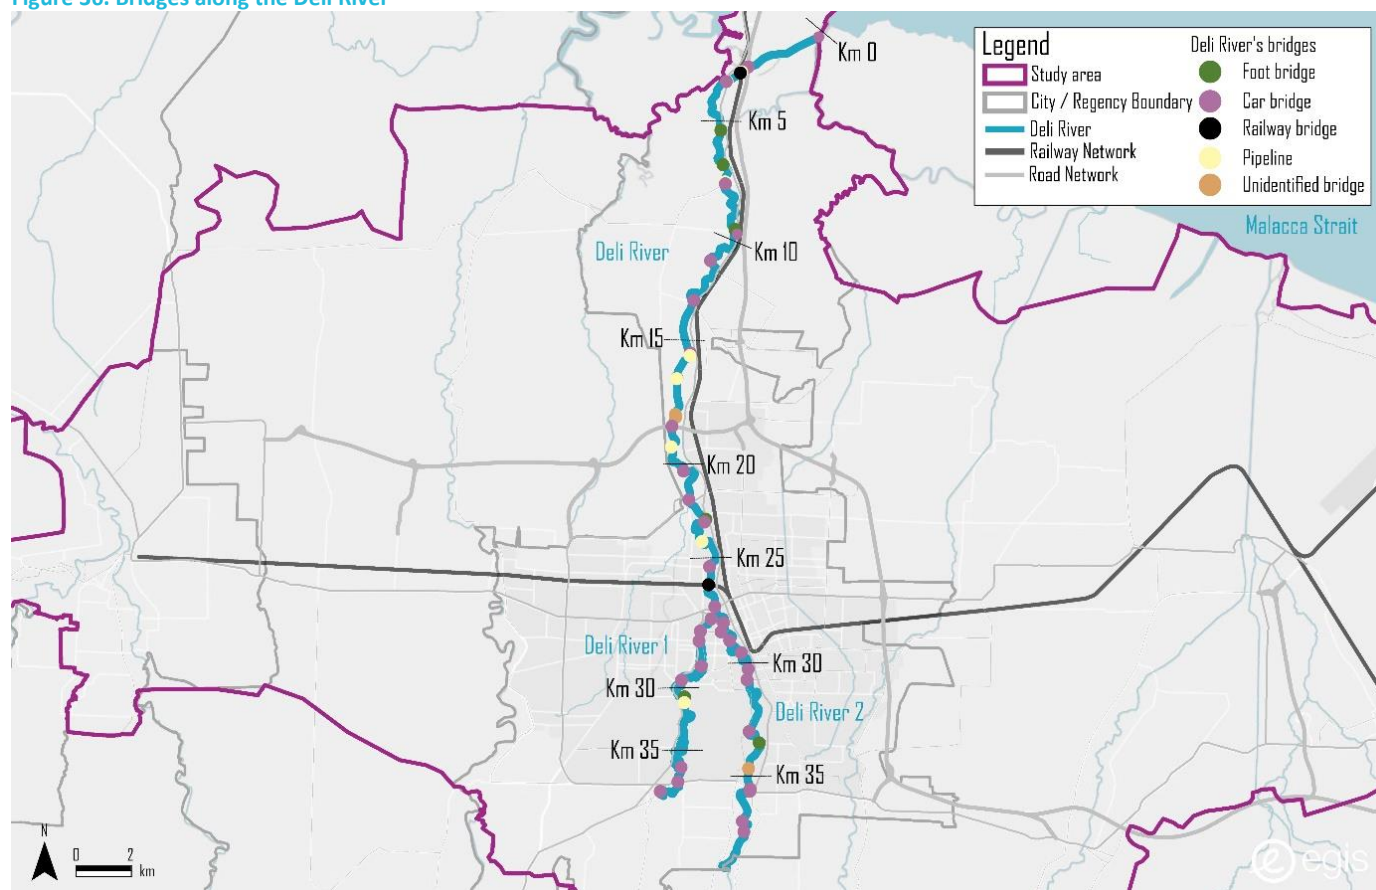 Figure 36: Bridges along the Deli River
Legend
Study area
City / Regency Boundary
Deli River
Railway Network
Road Network
Deli River's bridges
Foot bridge
Car bridge
Railway bridge
Pipeline
Unidentified bridge
Km 0
Km 5
Malacca Strait
Deli River
Km 10
Km 15
Km 20
Km 25
Deli River 1
Km 30
Km 30
Deli River 2
Km 35
Km 35
N
0 2
km
egis